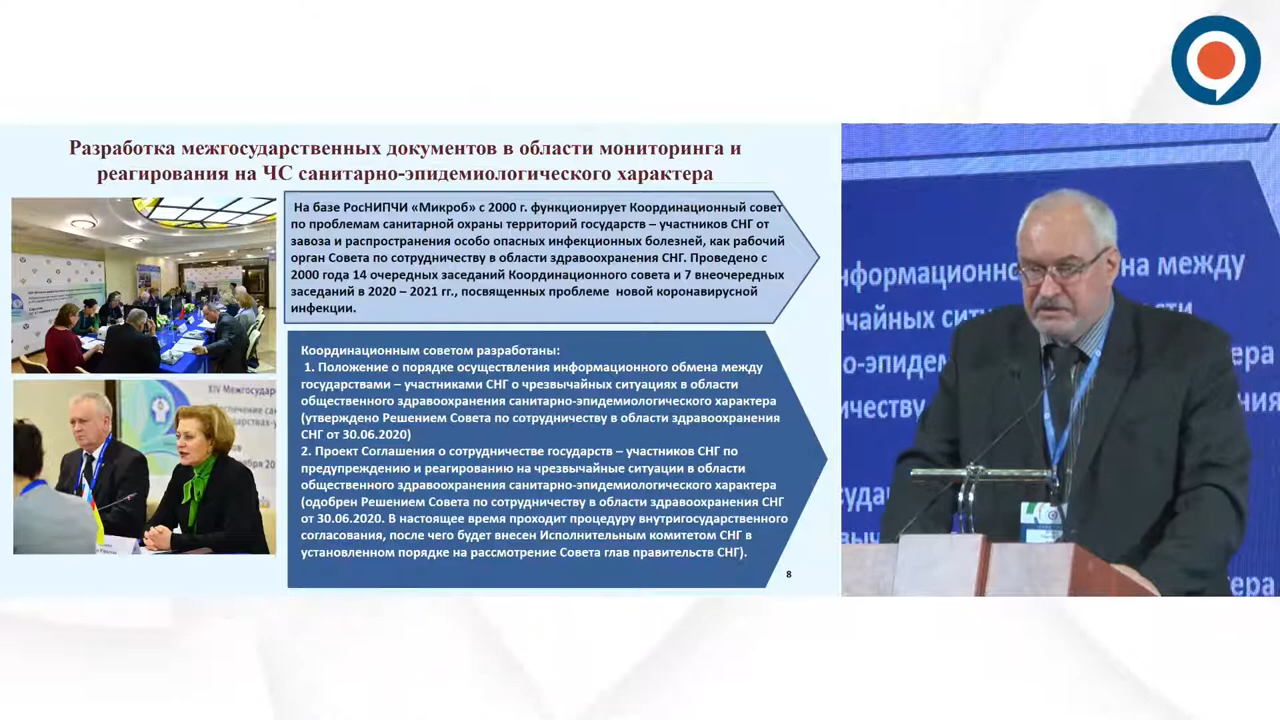 Разработка межгосударственных документов в области мониторинга и
реагирования на ЧС санитарно-эпидемиологического характера
На базе РосНИПЧИ «Микроб» с 2000 г. функционирует Координационный совет
по проблемам санитарной охраны территорий государств – участников СНГ от
завоза и распространения особо опасных инфекционных болезней, как рабочий
орган Совета по сотрудничеству в области здравоохранения СНГ. Проведено с
2000 года 14 очередных заседаний Координационного совета и 7 внеочередных
заседаний в 2020 – 2021 гг., посвященных проблеме новой коронавирусной
инфекции.
Координационным советом разработаны:
1. Положение о порядке осуществления информационного обмена между
государствами – участниками СНГ о чрезвычайных ситуациях в области
общественного здравоохранения санитарно-эпидемиологического характера
(утверждено Решением Совета по сотрудничеству в области здравоохранения
СНГ от 30.06.2020)
2. Проект Соглашения о сотрудничестве государств – участников СНГ по
предупреждению и реагированию на чрезвычайные ситуации в области
общественного здравоохранения санитарно-эпидемиологического характера
(одобрен Решением Совета по сотрудничеству в области здравоохранения СНГ
от 30.06.2020. В настоящее время проходит процедуру внутригосударственного
согласования, после чего будет внесен Исполнительным комитетом СНГ в
установленном порядке на рассмотрение Совета глав правительств СНГ).
8
XIV Межгосудар